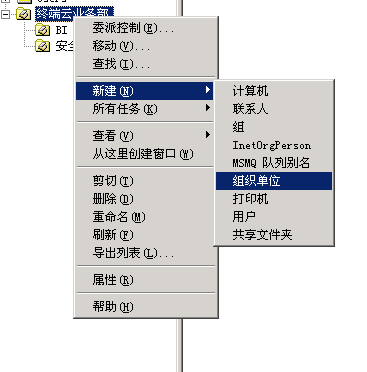 终端云业务部
BI
安全
委派控制(E)...
移动(V)...
查找(I)...
新建(N)
所有任务(K)
查看(V)
从这里创建窗口(W)
剪切(T)
删除(D)
重命名(M)
刷新(F)
导出列表(L)...
属性(R)
帮助(H)
计算机
联系人
组
InetOrgPerson
MSMQ 队列别名
组织单位
打印机
用户
共享文件夹